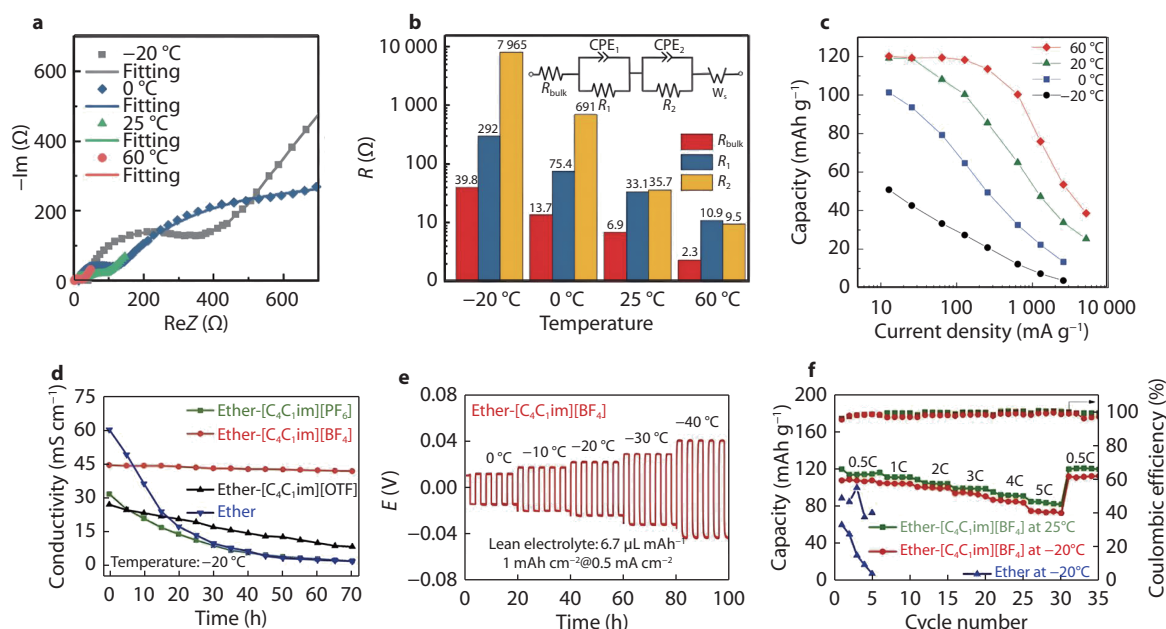 a
−20 °C
Fitting
0 °C
Fitting
25 °C
Fitting
60 °C
Fitting
600
400
200
0
0 200 400 600
−Im (Ω)
ReZ (Ω)
b
10 000
1 000
100
10
0
R (Ω)
CPE1 CPE2
Rbulk R1 R2 Ws
Rbulk
R1
R2
39.8 292 7 965
13.7 75.4 691
6.9 33.1 35.7
2.3 10.9 9.5
−20 °C 0 °C 25 °C 60 °C
Temperature
c
60 °C
20 °C
0 °C
−20 °C
120
100
80
60
40
20
0
Capacity (mAh g−1)
10 100 1 000 5 000
Current density (mA g−1)
d
Ether-[C4C1im][PF6]
Ether-[C4C1im][BF4]
Ether-[C4C1im][OTF]
Ether
75
60
45
30
15
0
Conductivity (mS cm−1)
Temperature: −20 °C
0 10 20 30 40 50 60 70
Time (h)
e
Ether-[C4C1im][BF4]
0.08
0.04
0.00
−0.04
−0.08
E (V)
0 °C −10 °C −20 °C −30 °C −40 °C
Lean electrolyte: 6.7 μL mAh−1
1 mAh cm−2@0.5 mA cm−2
0 20 40 60 80 100
Time (h)
f
200
160
120
80
40
0
Capacity (mAh g−1)
0.5C 1C 2C 3C 4C 5C 0.5C
Ether-[C4C1im][BF4] at 25°C
Ether-[C4C1im][BF4] at −20°C
Ether at −20°C
100
80
60
40
20
0
Coulombic efficiency (%)
0 5 10 15 20 25 30 35
Cycle number